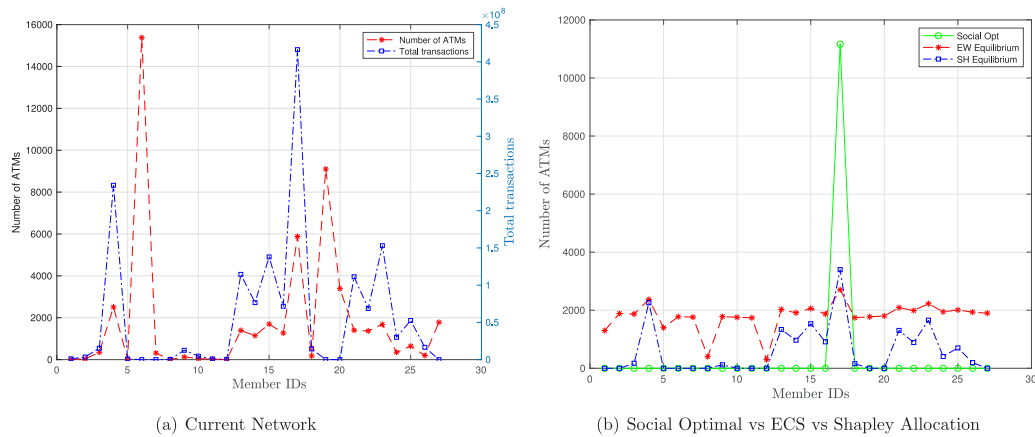 ×10⁸
16000
14000
12000
10000
8000
6000
4000
2000
0
Number of ATMs
4.5
4
3.5
3
2.5
2
1.5
1
0.5
0
Total transactions
Number of ATMs
Total transactions
0 5 10 15 20 25 30
Member IDs
(a) Current Network
12000
10000
8000
6000
4000
2000
0
Number of ATMs
Social Opt
EW Equilibrium
SH Equilibrium
0 5 10 15 20 25 30
Member IDs
(b) Social Optimal vs ECS vs Shapley Allocation